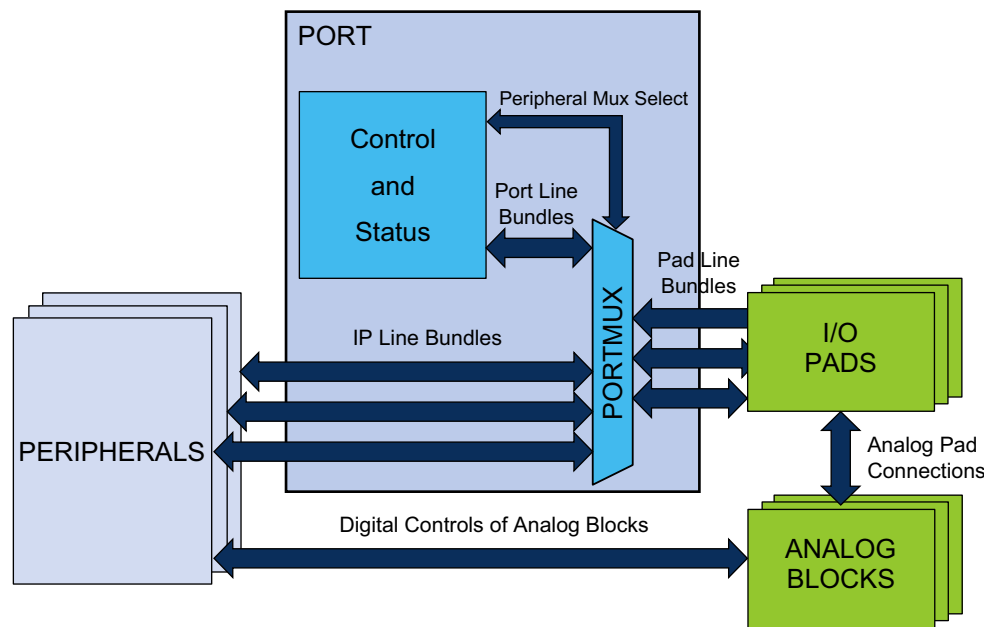 PORT
Peripheral Mux Select
Control
and
Status
Port Line
Bundles
Pad Line
Bundles
PORTMUX
I/O
PADS
IP Line Bundles
PERIPHERALS
Analog Pad
Connections
Digital Controls of Analog Blocks
ANALOG
BLOCKS